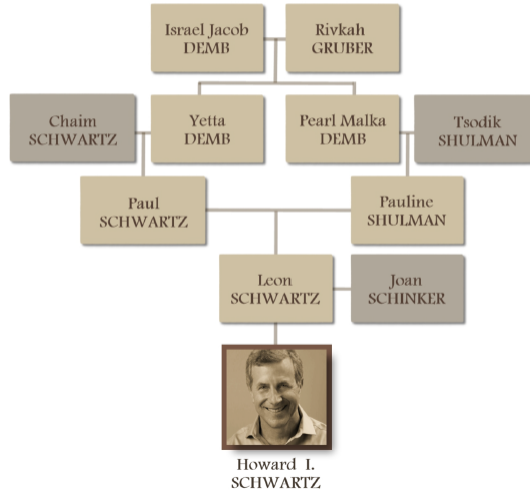 Israel Jacob
DEMB
Rivkah
GRUBER
Chaim
SCHWARTZ
Yetta
DEMB
Pearl Malka
DEMB
Tsodik
SHULMAN
Paul
SCHWARTZ
Pauline
SHULMAN
Leon
SCHWARTZ
Joan
SCHINKER
Howard I.
SCHWARTZ